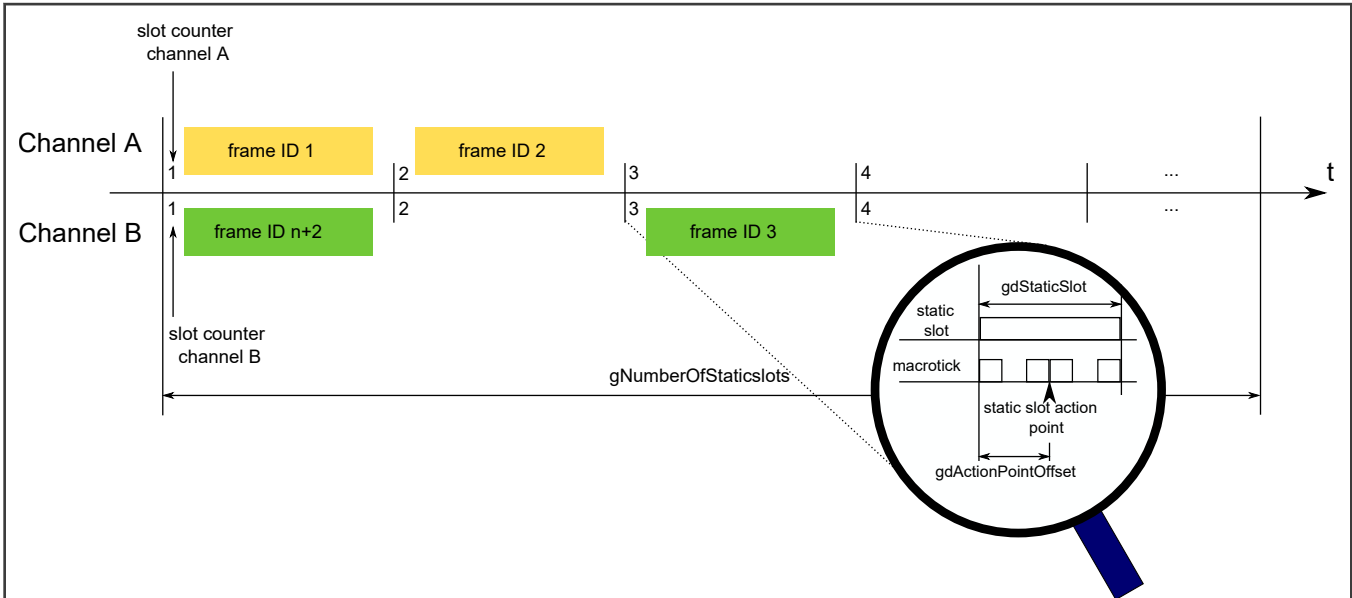 slot counter
channel A
Channel A
frame ID 1
frame ID 2
1
2
3
4
...
t
1
2
3
4
...
Channel B
frame ID n+2
frame ID 3
slot counter
channel B
gNumberOfStaticslots
gdStaticSlot
static
slot
macrotick
static slot action
point
gdActionPointOffset